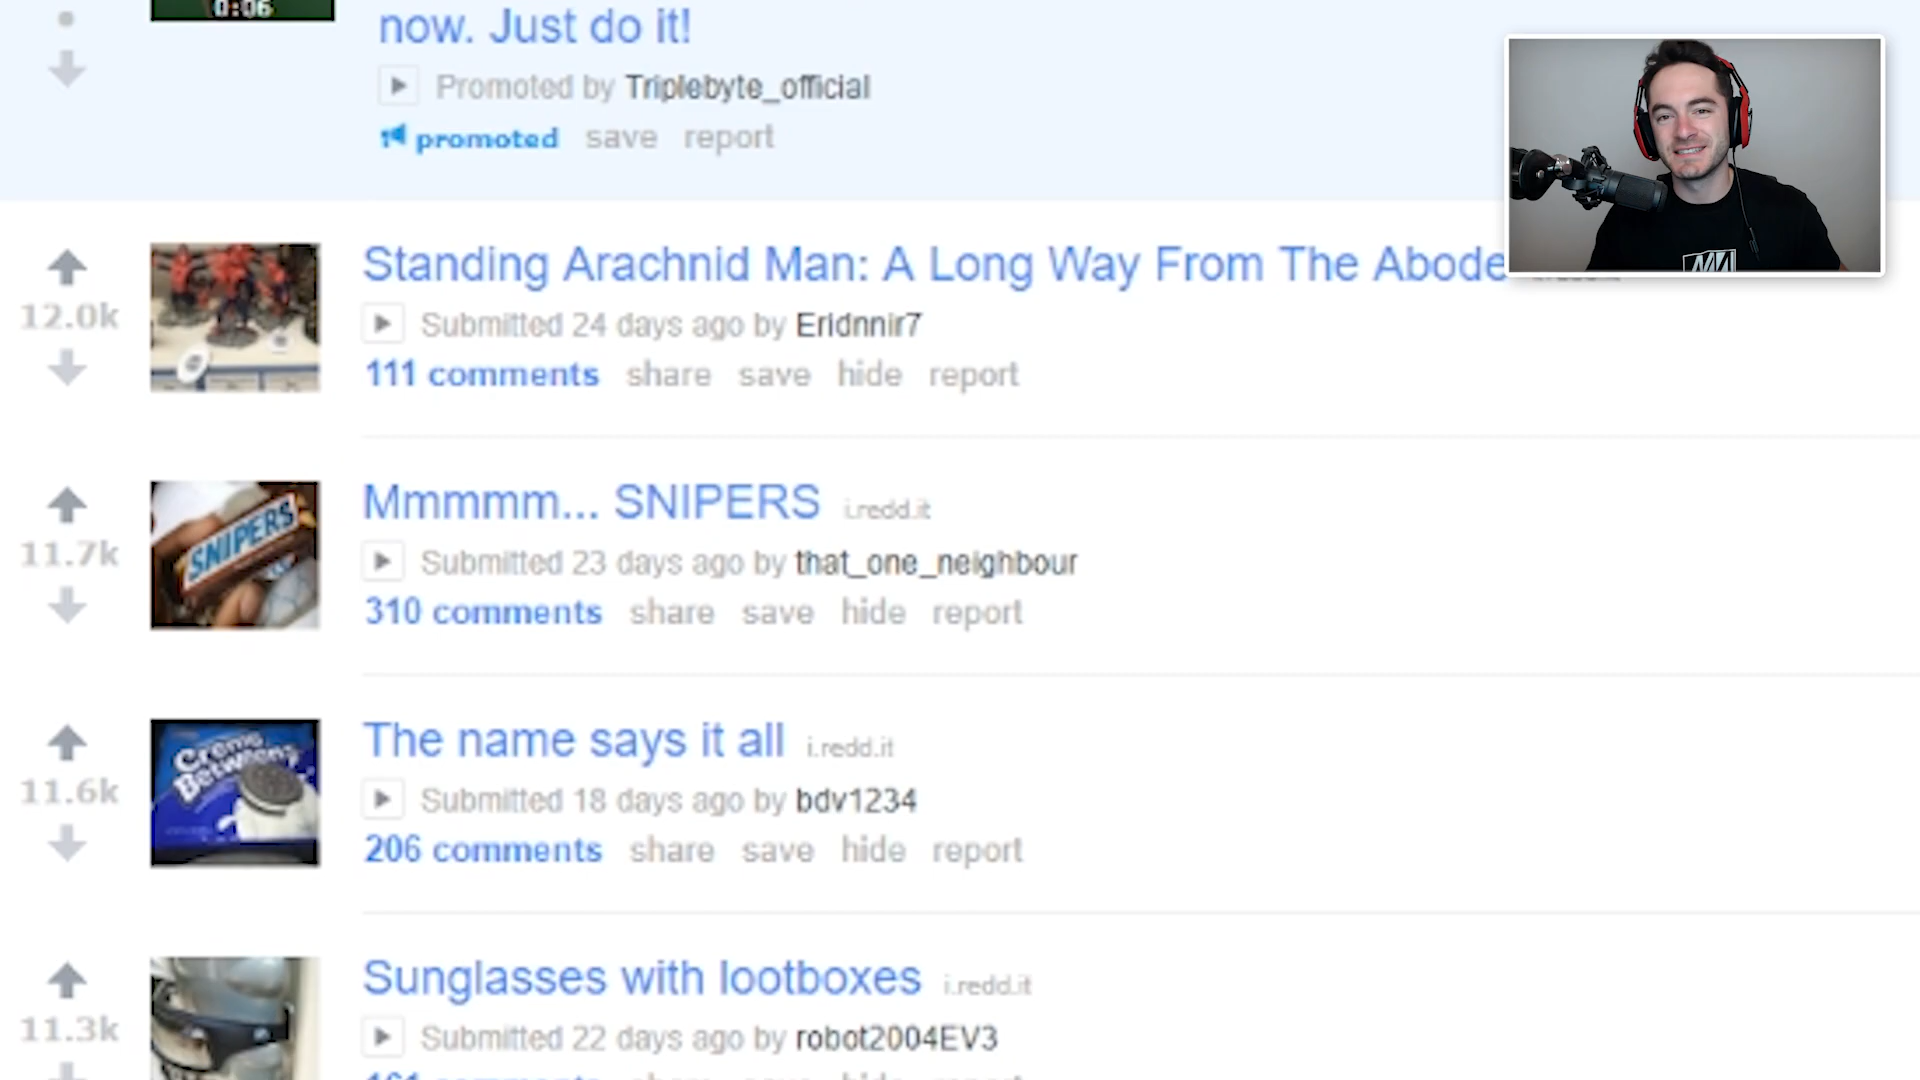 0:06
now. Just do it!
Promoted by Triplebyte_official
promoted save report
Standing Arachnid Man: A Long Way From The Abode
12.0k
Submitted 24 days ago by Eridnnir7
111 comments share save hide report
Mmmmm... SNIPERS i.redd.it
11.7k
SNIPERS
Submitted 23 days ago by that_one_neighbour
310 comments share save hide report
The name says it all i.redd.it
11.6k
Creme
Betweens
Submitted 18 days ago by bdv1234
206 comments share save hide report
Sunglasses with lootboxes i.redd.it
11.3k
Submitted 22 days ago by robot2004EV3